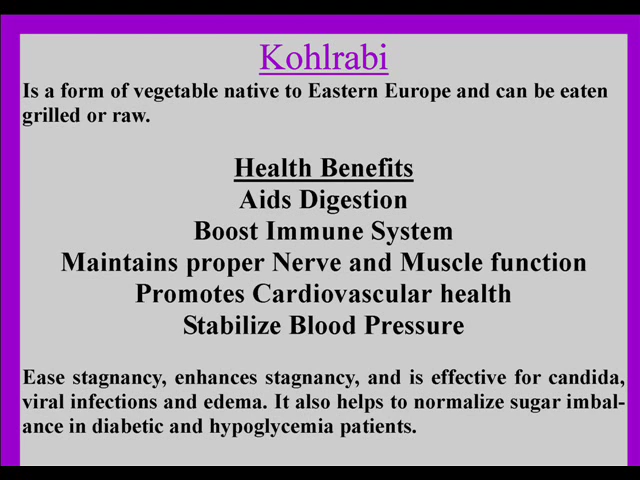 Kohlrabi
Is a form of vegetable native to Eastern Europe and can be eaten
grilled or raw.
Health Benefits
Aids Digestion
Boost Immune System
Maintains proper Nerve and Muscle function
Promotes Cardiovascular health
Stabilize Blood Pressure
Ease stagnancy, enhances stagnancy, and is effective for candida,
viral infections and edema. It also helps to normalize sugar imbal-
ance in diabetic and hypoglycemia patients.